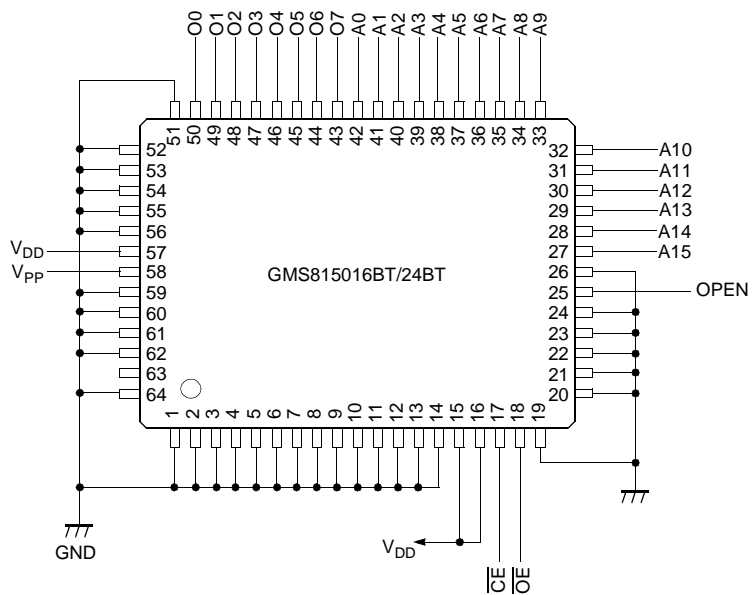 O0 O1 O2 O3 O4 O5 O6 O7 A0 A1 A2 A3 A4 A5 A6 A7 A8 A9
51 50 49 48 47 46 45 44 43 42 41 40 39 38 37 36 35 34 33
52 32 A10
53 31 A11
54 30 A12
55 29 A13
56 28 A14
VDD 57 27 A15
VPP 58 26
GMS815016BT/24BT
59 25 OPEN
60 24
61 23
62 22
63 21
64 20
1 2 3 4 5 6 7 8 9 10 11 12 13 14 15 16 17 18 19
GND
VDD
CE OE